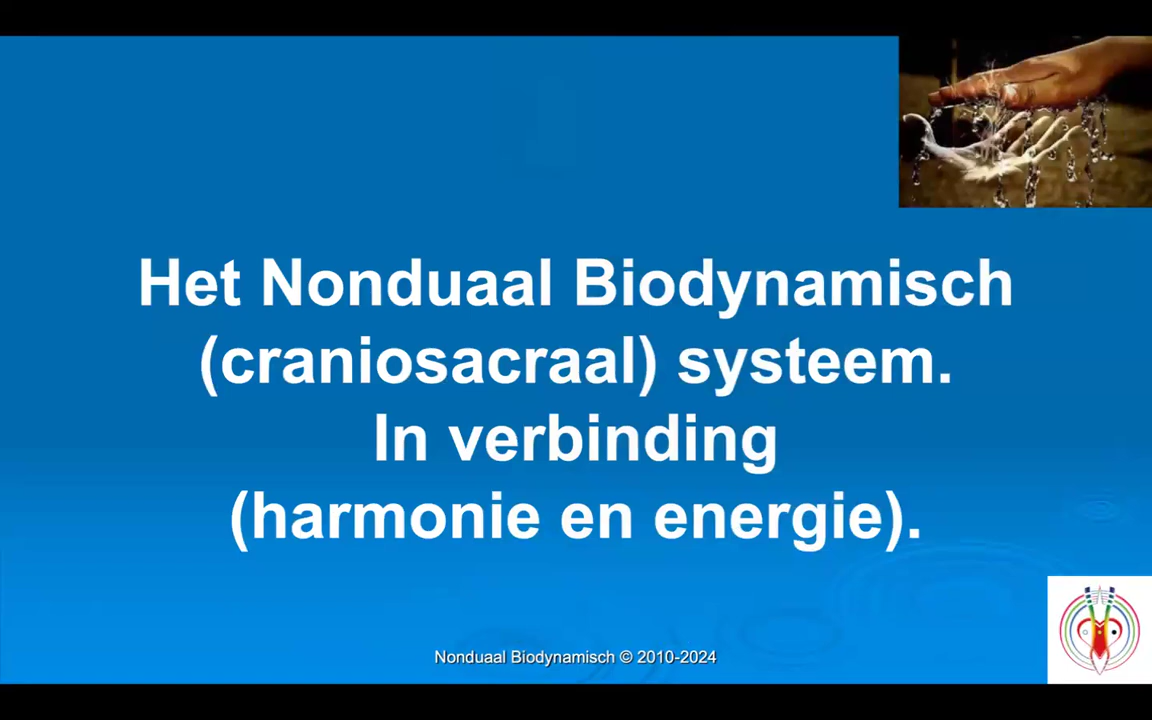 Het Nonduaal Biodynamisch
(craniosacraal) systeem.
In verbinding
(harmonie en energie).
Nonduaal Biodynamisch © 2010-2024